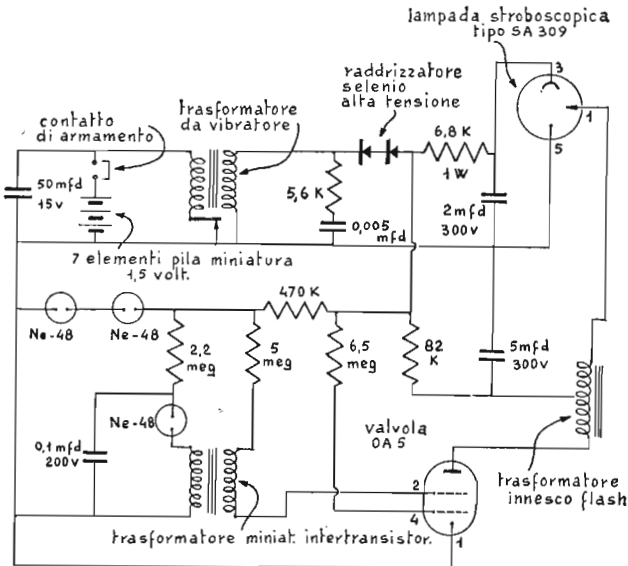 lampada stroboscopica
tipo SA 309
raddrizzatore
selenio
alta tensione
trasformatore
da vibratore
contatto
di armamento
3
1
5
6,8 K
1 W
50 mfd
15 v
5,6 K
0,005
mfd
2 mfd
300 v
7 elementi pila miniatura
1,5 volt.
470 K
Ne-48
Ne-48
2,2
meg
5
meg
6,5
meg
82
K
5 mfd
300 v
Ne-48
0,1 mfd
200 v
valvola
OA 5
2
4
1
trasformatore
innesco flash
trasformatore miniat. intertransistor.